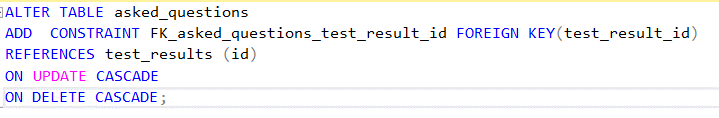 ALTER TABLE asked_questions
ADD  CONSTRAINT FK_asked_questions_test_result_id FOREIGN KEY(test_result_id)
REFERENCES test_results (id)
ON UPDATE CASCADE
ON DELETE CASCADE;